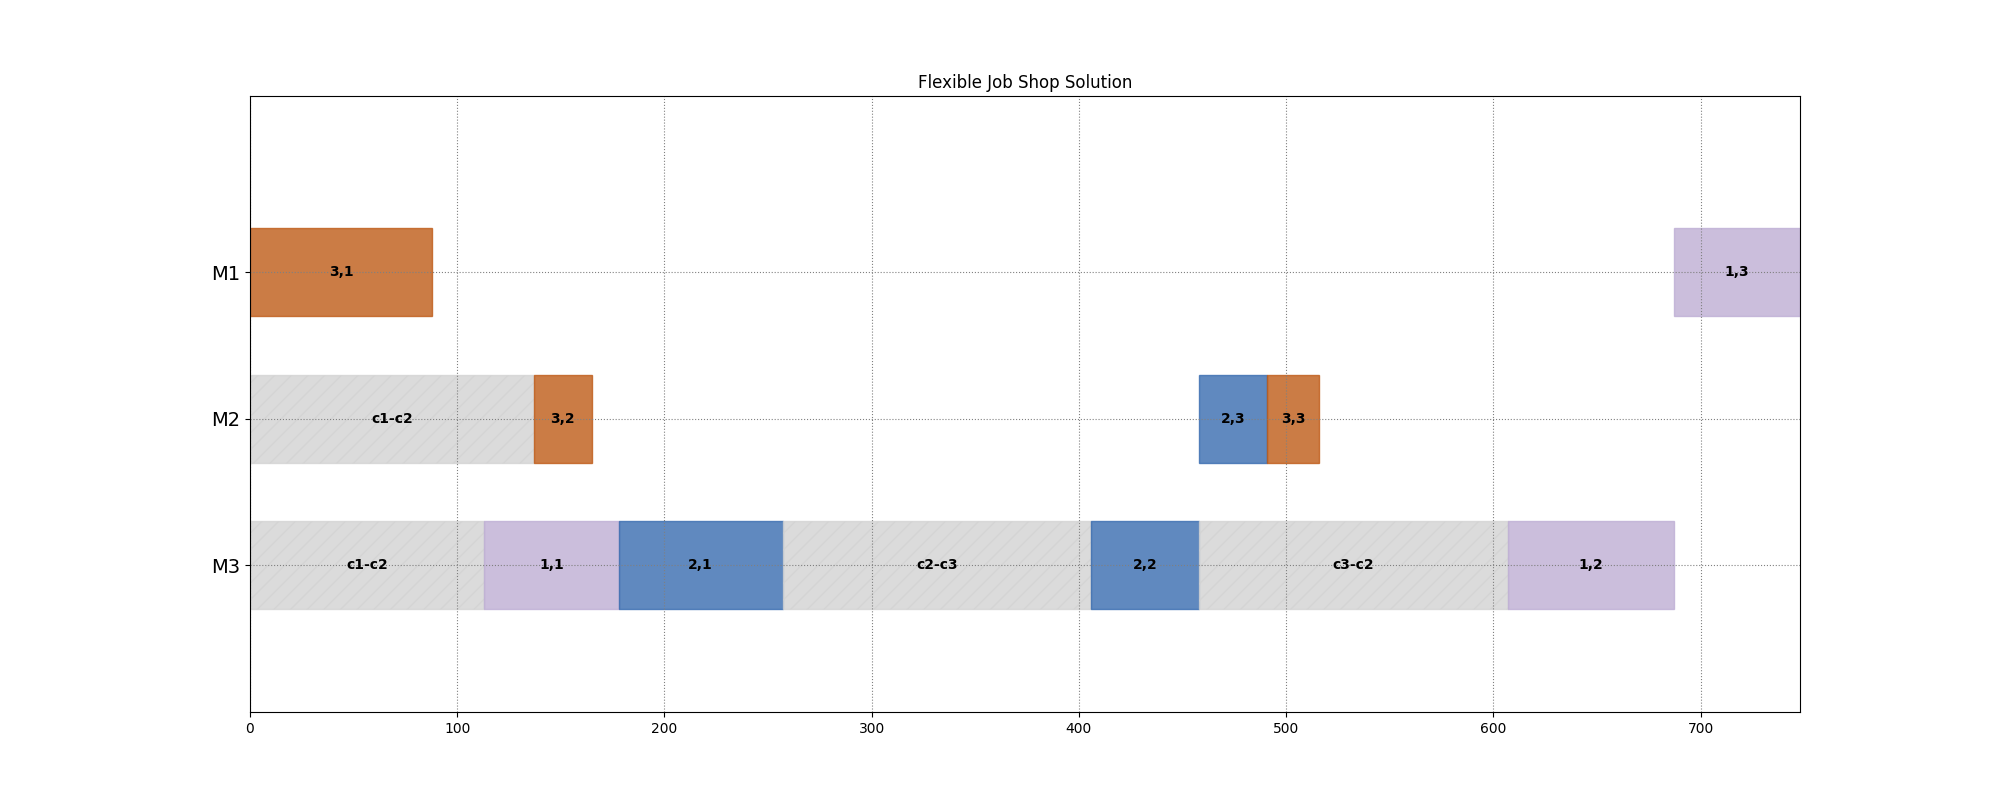 Flexible Job Shop Solution
M1
3,1
1,3
M2
c1-c2
3,2
2,3
3,3
M3
c1-c2
1,1
2,1
c2-c3
2,2
c3-c2
1,2
0 100 200 300 400 500 600 700